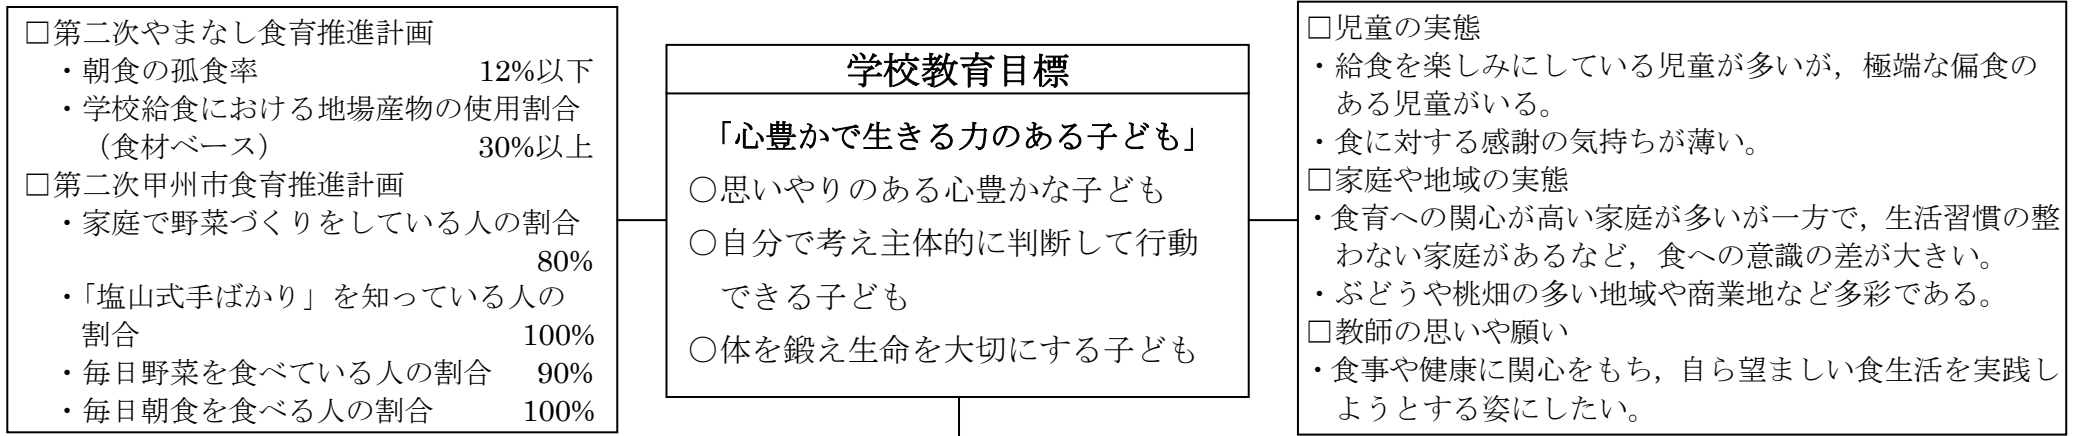 □第二次やまなし食育推進計画
・朝食の孤食率 12%以下
・学校給食における地場産物の使用割合
（食材ベース） 30%以上
□第二次甲州市食育推進計画
・家庭で野菜づくりをしている人の割合
80%
・「塩山式手ばかり」を知っている人の
割合 100%
・毎日野菜を食べている人の割合 90%
・毎日朝食を食べる人の割合 100%
学校教育目標
「心豊かで生きる力のある子ども」
○思いやりのある心豊かな子ども
○自分で考え主体的に判断して行動
できる子ども
○体を鍛え生命を大切にする子ども
□児童の実態
・給食を楽しみにしている児童が多いが，極端な偏食の
ある児童がいる。
・食に対する感謝の気持ちが薄い。
□家庭や地域の実態
・食育への関心が高い家庭が多いが一方で，生活習慣の整
わない家庭があるなど，食への意識の差が大きい。
・ぶどうや桃畑の多い地域や商業地など多彩である。
□教師の思いや願い
・食事や健康に関心をもち，自ら望ましい食生活を実践し
ようとする姿にしたい。